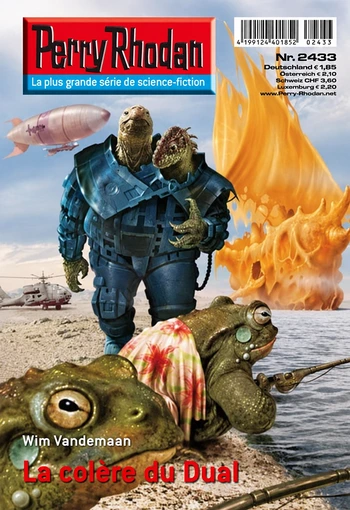 Perry Rhodan
La plus grande série de science-fiction
4 199124 401852 02433
Nr. 2433
Deutschland € 1,85
Österreich € 2,10
Schweiz CHF 3,60
Luxemburg € 2,20
www.Perry-Rhodan.net
Wim Vandemaan
La colère du Dual